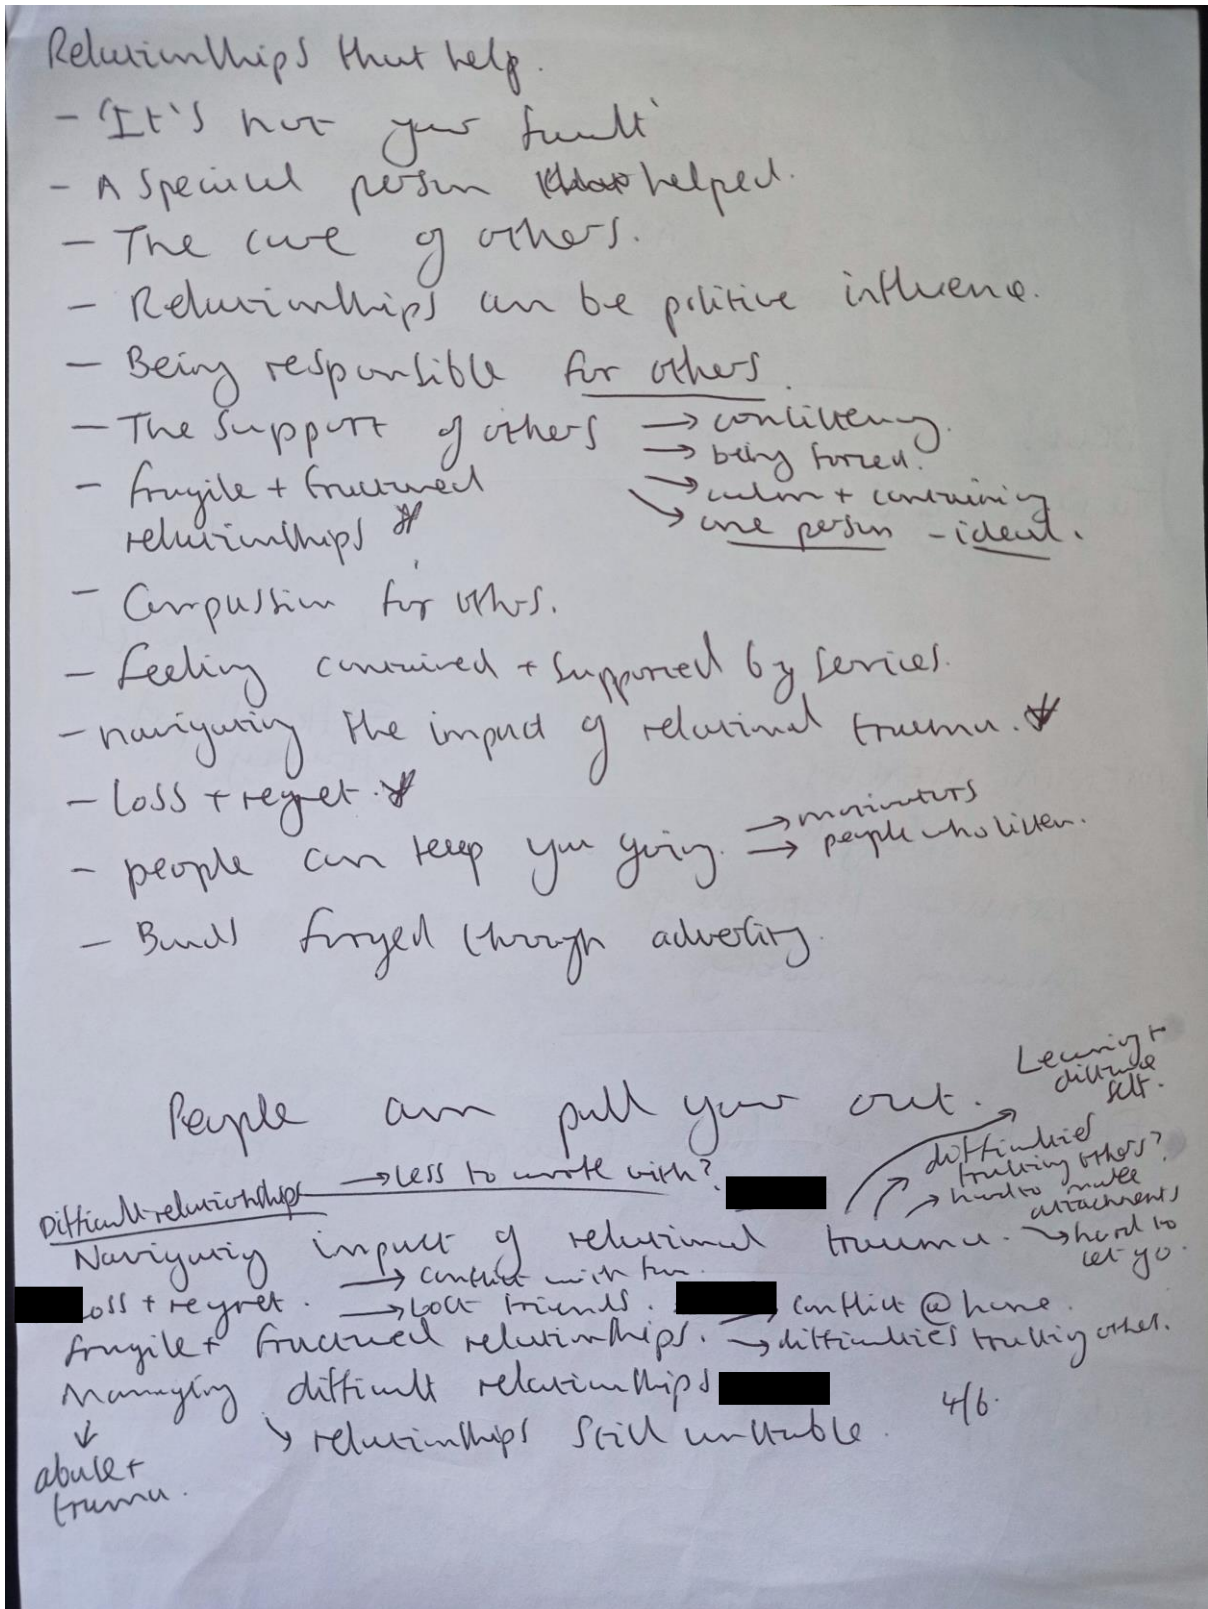 Relationships that help.
- 'It's not your fault'
- A special person helped.
- The care of others.
- Relationships can be positive influence.
- Being responsible for others.
- The support of others → consistency.
→ being forced.
- fragile + fractured → calm + containing
relationships * → one person - ideal.
- Compassion for others.
- feeling contained + supported by services.
- navigating the impact of relational trauma. *
- loss + regret. *
- people can keep you going. → motivators
→ people who listen.
- Bonds forged through adversity.
People can pull your out.
Learning +
distance
self.
Difficult relationships → Less to work with?
difficulties
trusting others?
→ hard to make
attachments
Navigating impact of relational trauma. → hard to
let go.
→ conflict with
oss + regret. → Lost friends. → conflict @ home.
fragile + fractured relationships. → difficulties trusting other.
Managing difficult relationships
4/6.
↘ relationships still unstable.
↓
abuse +
trauma.